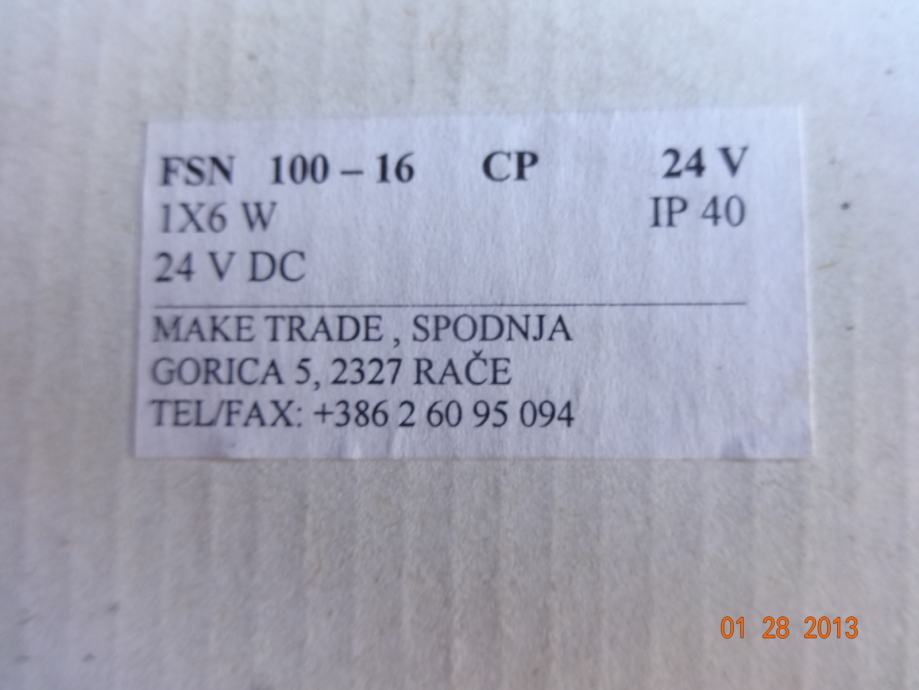 FSN 100 – 16 CP 24 V
1X6 W IP 40
24 V DC
MAKE TRADE , SPODNJA
GORICA 5, 2327 RAČE
TEL/FAX: +386 2 60 95 094
01 28 2013